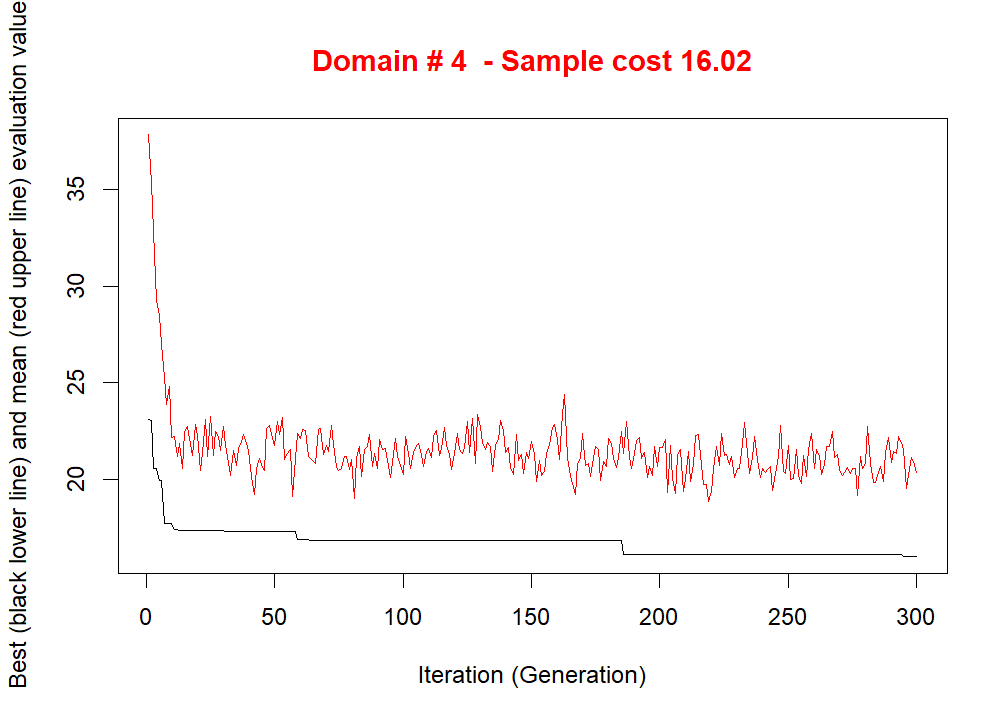 Domain # 4  - Sample cost 16.02
Best (black lower line) and mean (red upper line) evaluation value
35
30
25
20
0 50 100 150 200 250 300
Iteration (Generation)